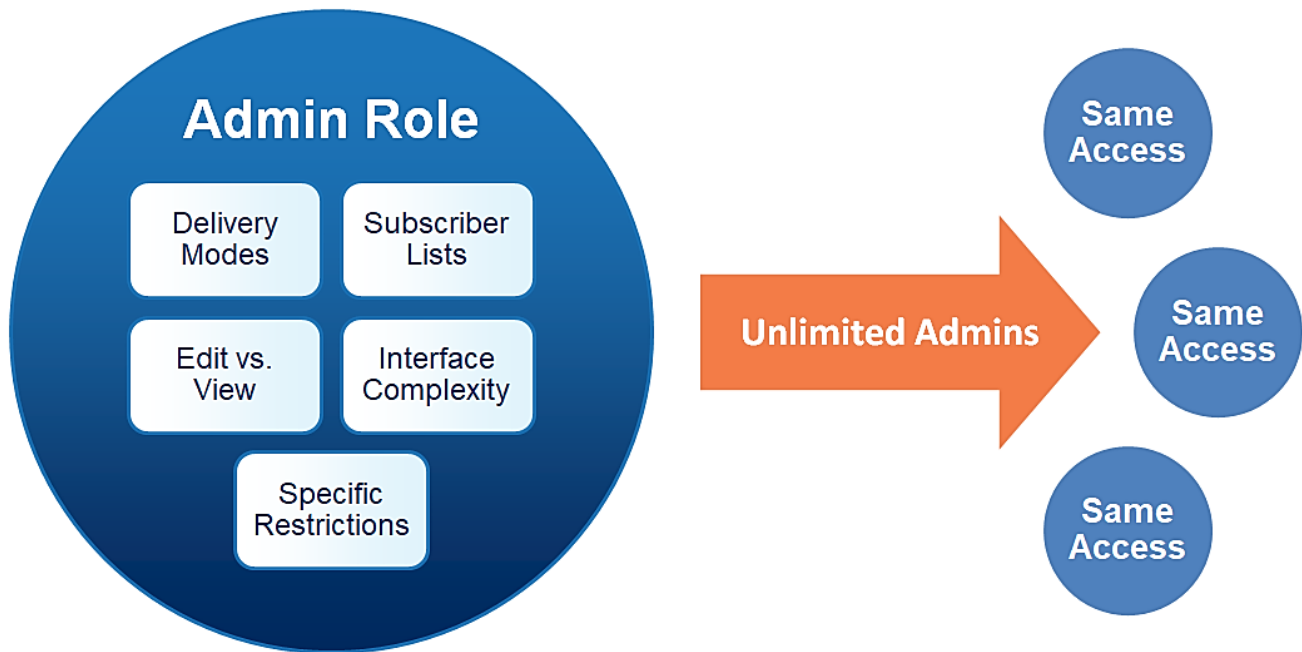 Admin Role
Delivery
Modes
Subscriber
Lists
Edit vs.
View
Interface
Complexity
Specific
Restrictions
Unlimited Admins
Same
Access
Same
Access
Same
Access